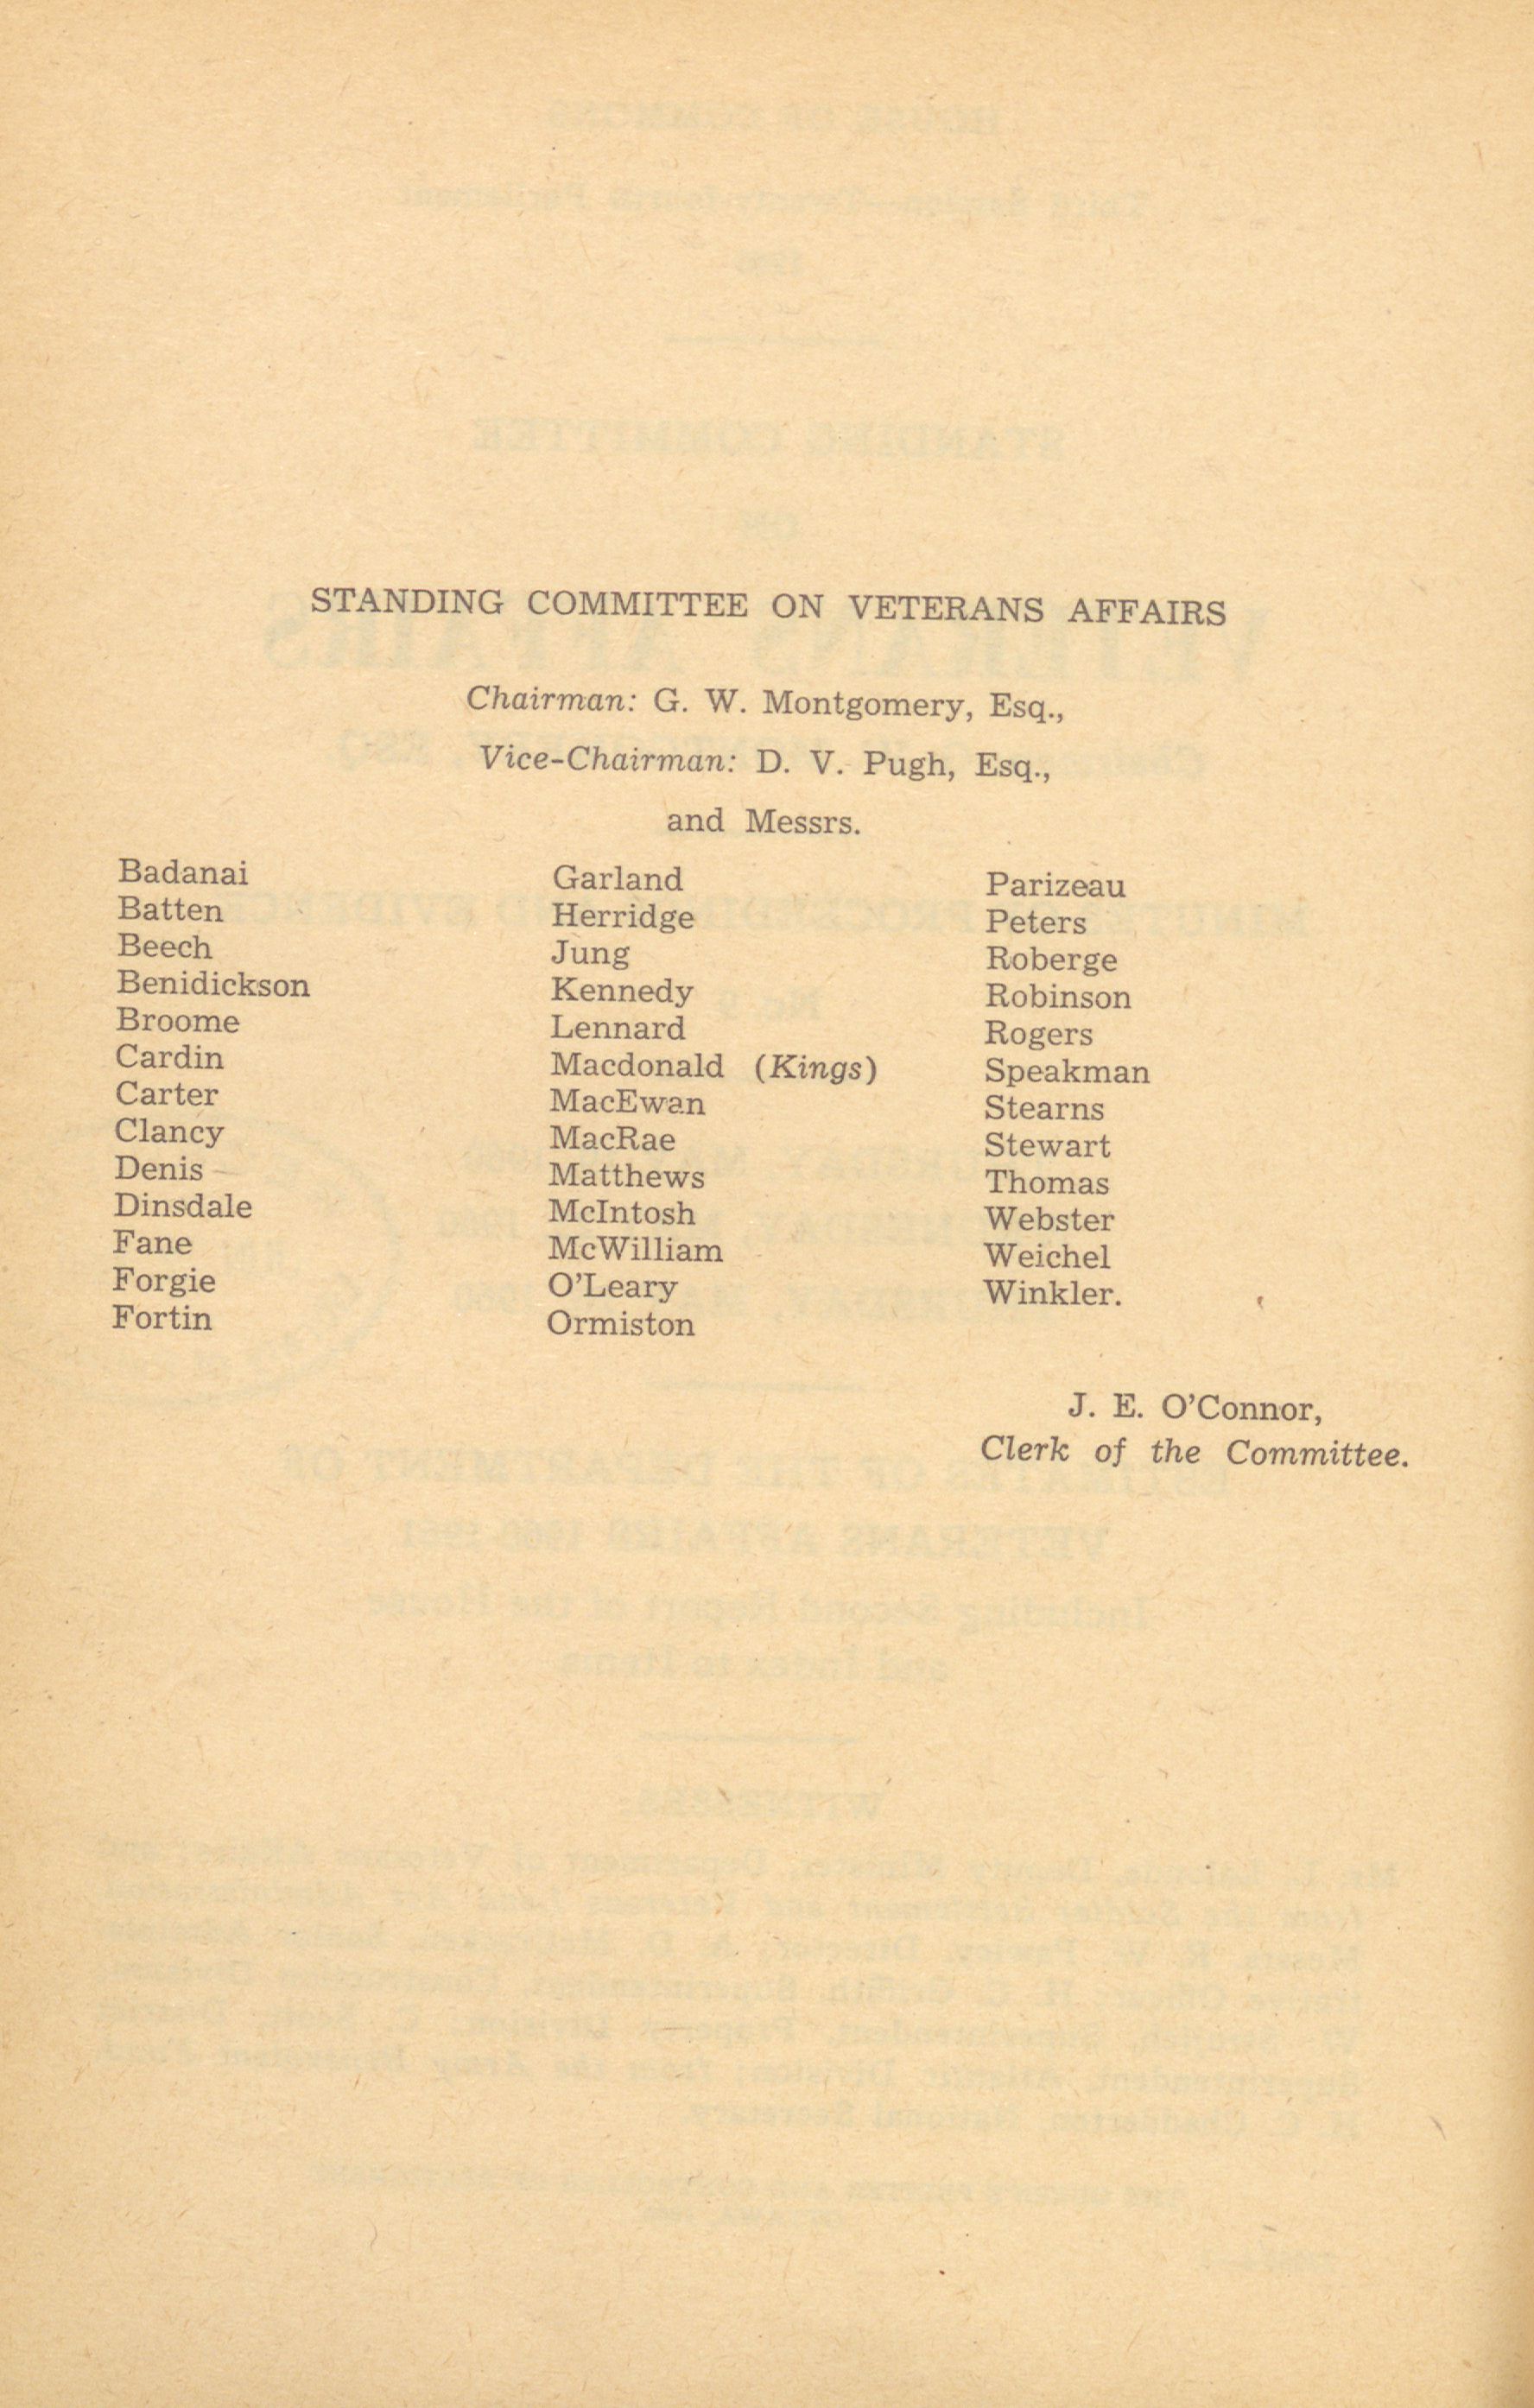 STANDING COMMITTEE ON VETERANS AFFAIRS
Chairman: G. W. Montgomery, Esq.,
Vice-Chairman: D. V. Pugh, Esq.,
and Messrs.
Badanai
Batten
Beech
Benidickson
Broome
Cardin
Carter
Clancy
Denis
Dinsdale
Fane
Forgie
Fortin
Garland
Herridge
Jung
Kennedy
Lennard
Macdonald (Kings)
MacEwan
MacRae
Matthews
McIntosh
McWilliam
O'Leary
Ormiston
Parizeau
Peters
Roberge
Robinson
Rogers
Speakman
Stearns
Stewart
Thomas
Webster
Weichel
Winkler.
J. E. O'Connor,
Clerk of the Committee.